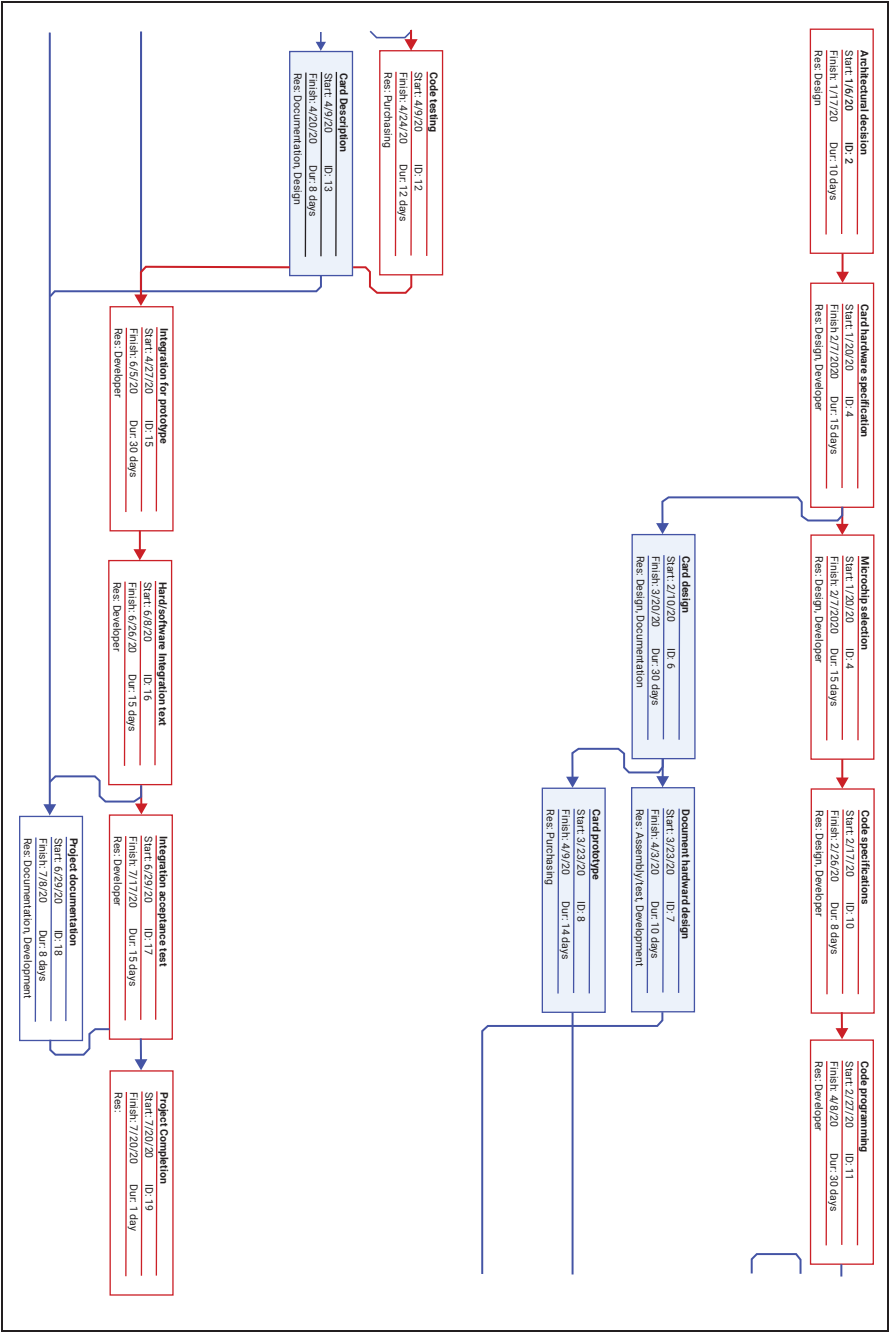 Architectural decision
Start: 1/6/20 ID: 2
Finish: 1/17/20 Dur: 10 days
Res: Design
Card hardware specification
Start: 1/20/20 ID: 4
Finish 2/7/2020 Dur: 15 days
Res: Design, Developer
Microchip selection
Start: 1/20/20 ID: 4
Finish: 2/7/2020 Dur: 15 days
Res: Design, Developer
Code specifications
Start: 2/17/20 ID: 10
Finish: 2/26/20 Dur: 8 days
Res: Design, Developer
Code programming
Start: 2/27/20 ID: 11
Finish: 4/8/20 Dur: 30 days
Res: Developer
Card design
Start: 2/10/20 ID: 6
Finish: 3/20/20 Dur: 30 days
Res: Design, Documentation
Document hardward design
Start: 3/23/20 ID: 7
Finish: 4/3/20 Dur: 10 days
Res: Assembly/test, Development
Card prototype
Start: 3/23/20 ID: 8
Finish: 4/9/20 Dur: 14 days
Res: Purchasing
Code testing
Start: 4/9/20 ID: 12
Finish: 4/24/20 Dur: 12 days
Res: Purchasing
Card Description
Start: 4/9/20 ID: 13
Finish: 4/20/20 Dur: 8 days
Res: Documentation, Design
Integration for prototype
Start: 4/27/20 ID: 15
Finish: 6/5/20 Dur: 30 days
Res: Developer
Hard/software Integration text
Start: 6/8/20 ID: 16
Finish: 6/26/20 Dur: 15 days
Res: Developer
Integration acceptance test
Start: 6/29/20 ID: 17
Finish: 7/17/20 Dur: 15 days
Res: Developer
Project Completion
Start: 7/20/20 ID: 19
Finish: 7/20/20 Dur: 1 day
Res:
Project documentation
Start: 6/29/20 ID: 18
Finish: 7/8/20 Dur: 8 days
Res: Documentation, Development